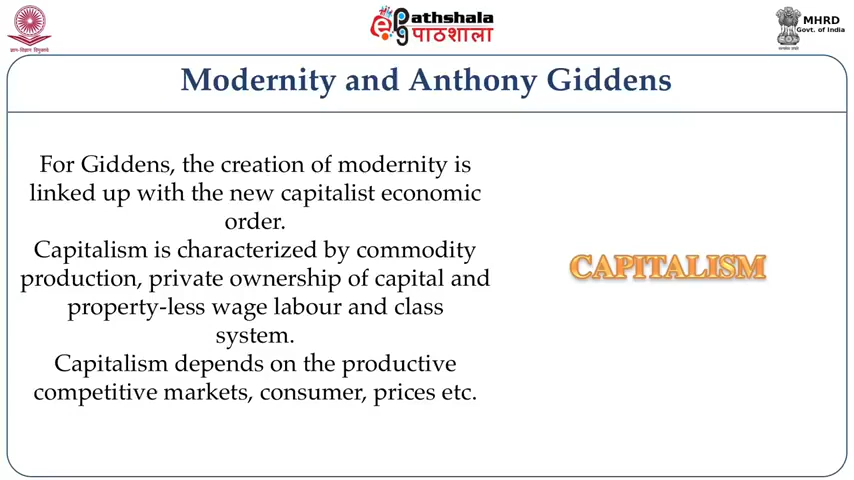 ज्ञान-विज्ञान विमुक्तये
e Pathshala
पाठशाला
MHRD
Govt. of India
Modernity and Anthony Giddens
For Giddens, the creation of modernity is
linked up with the new capitalist economic
order.
Capitalism is characterized by commodity
production, private ownership of capital and
property-less wage labour and class
system.
Capitalism depends on the productive
competitive markets, consumer, prices etc.
CAPITALISM